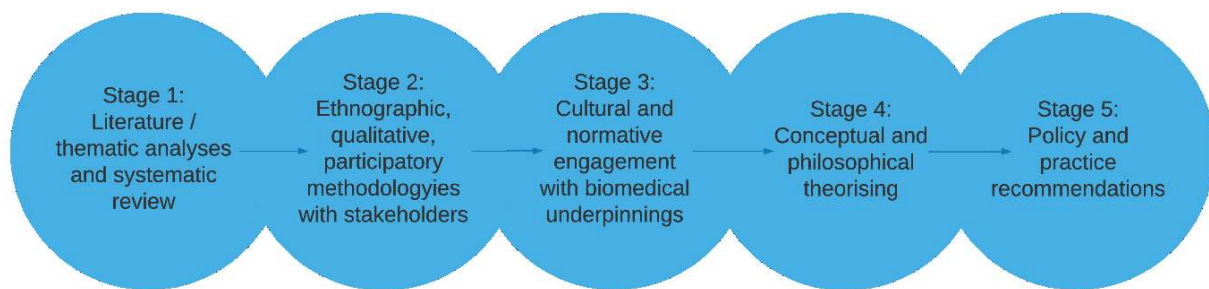 Stage 1:
Literature /
thematic analyses
and systematic
review
Stage 2:
Ethnographic,
qualitative,
participatory
methodologyies
with stakeholders
Stage 3:
Cultural and
normative
engagement
with biomedical
underpinnings
Stage 4:
Conceptual and
philosophical
theorising
Stage 5:
Policy and
practice
recommendations